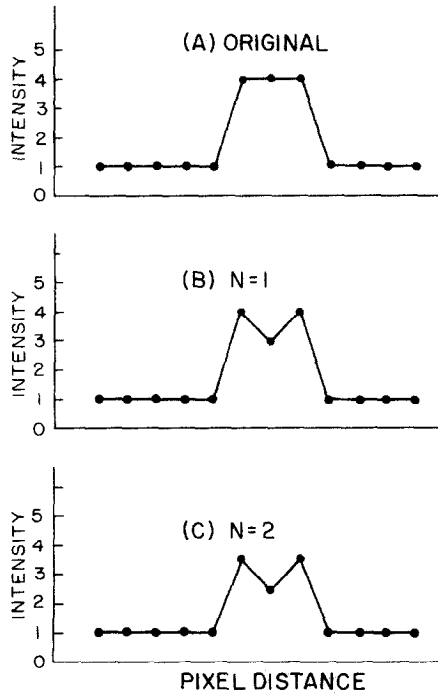 (A) ORIGINAL
INTENSITY
5
4
3
2
1
0
(B) N=1
INTENSITY
5
4
3
2
1
0
(C) N=2
INTENSITY
5
4
3
2
1
0
PIXEL DISTANCE